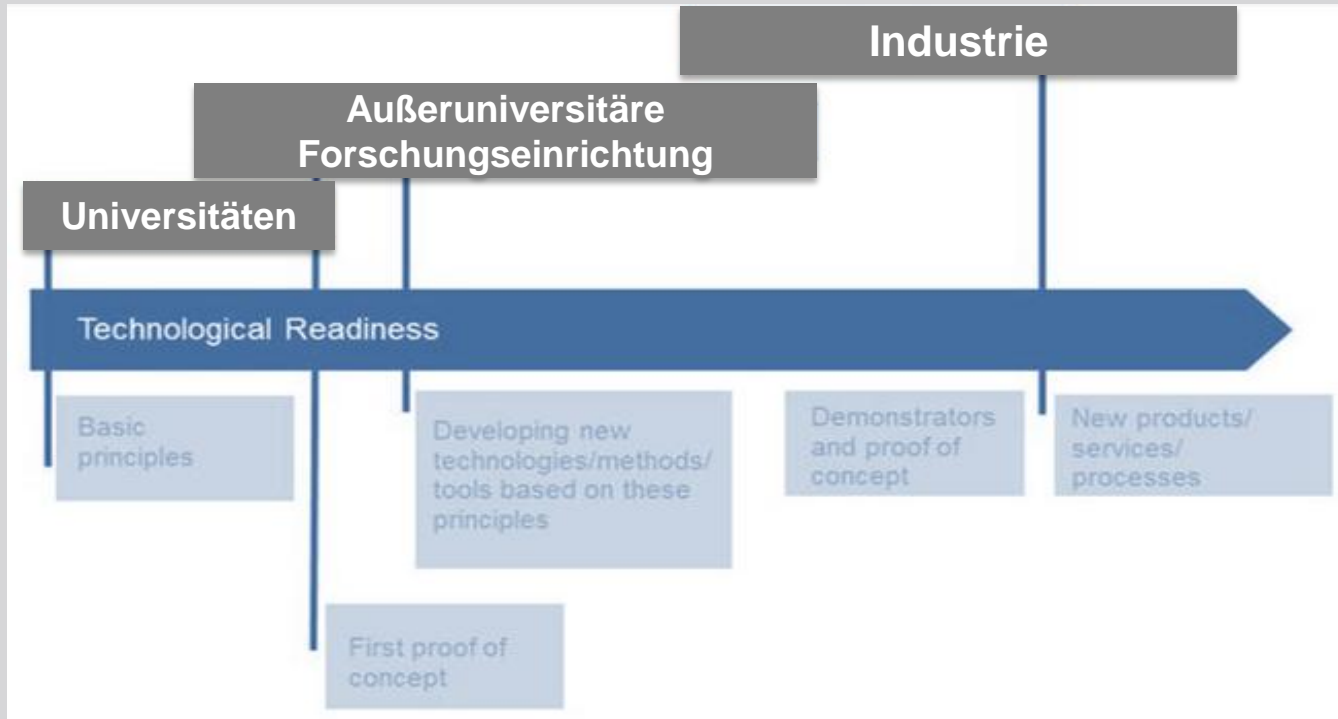 Industrie
Außeruniversitäre
Forschungseinrichtung
Universitäten
Technological Readiness
Basic
principles
First proof of
concept
Developing new
technologies/methods/
tools based on these
principles
Demonstrators
and proof of
concept
New products/
services/
processes